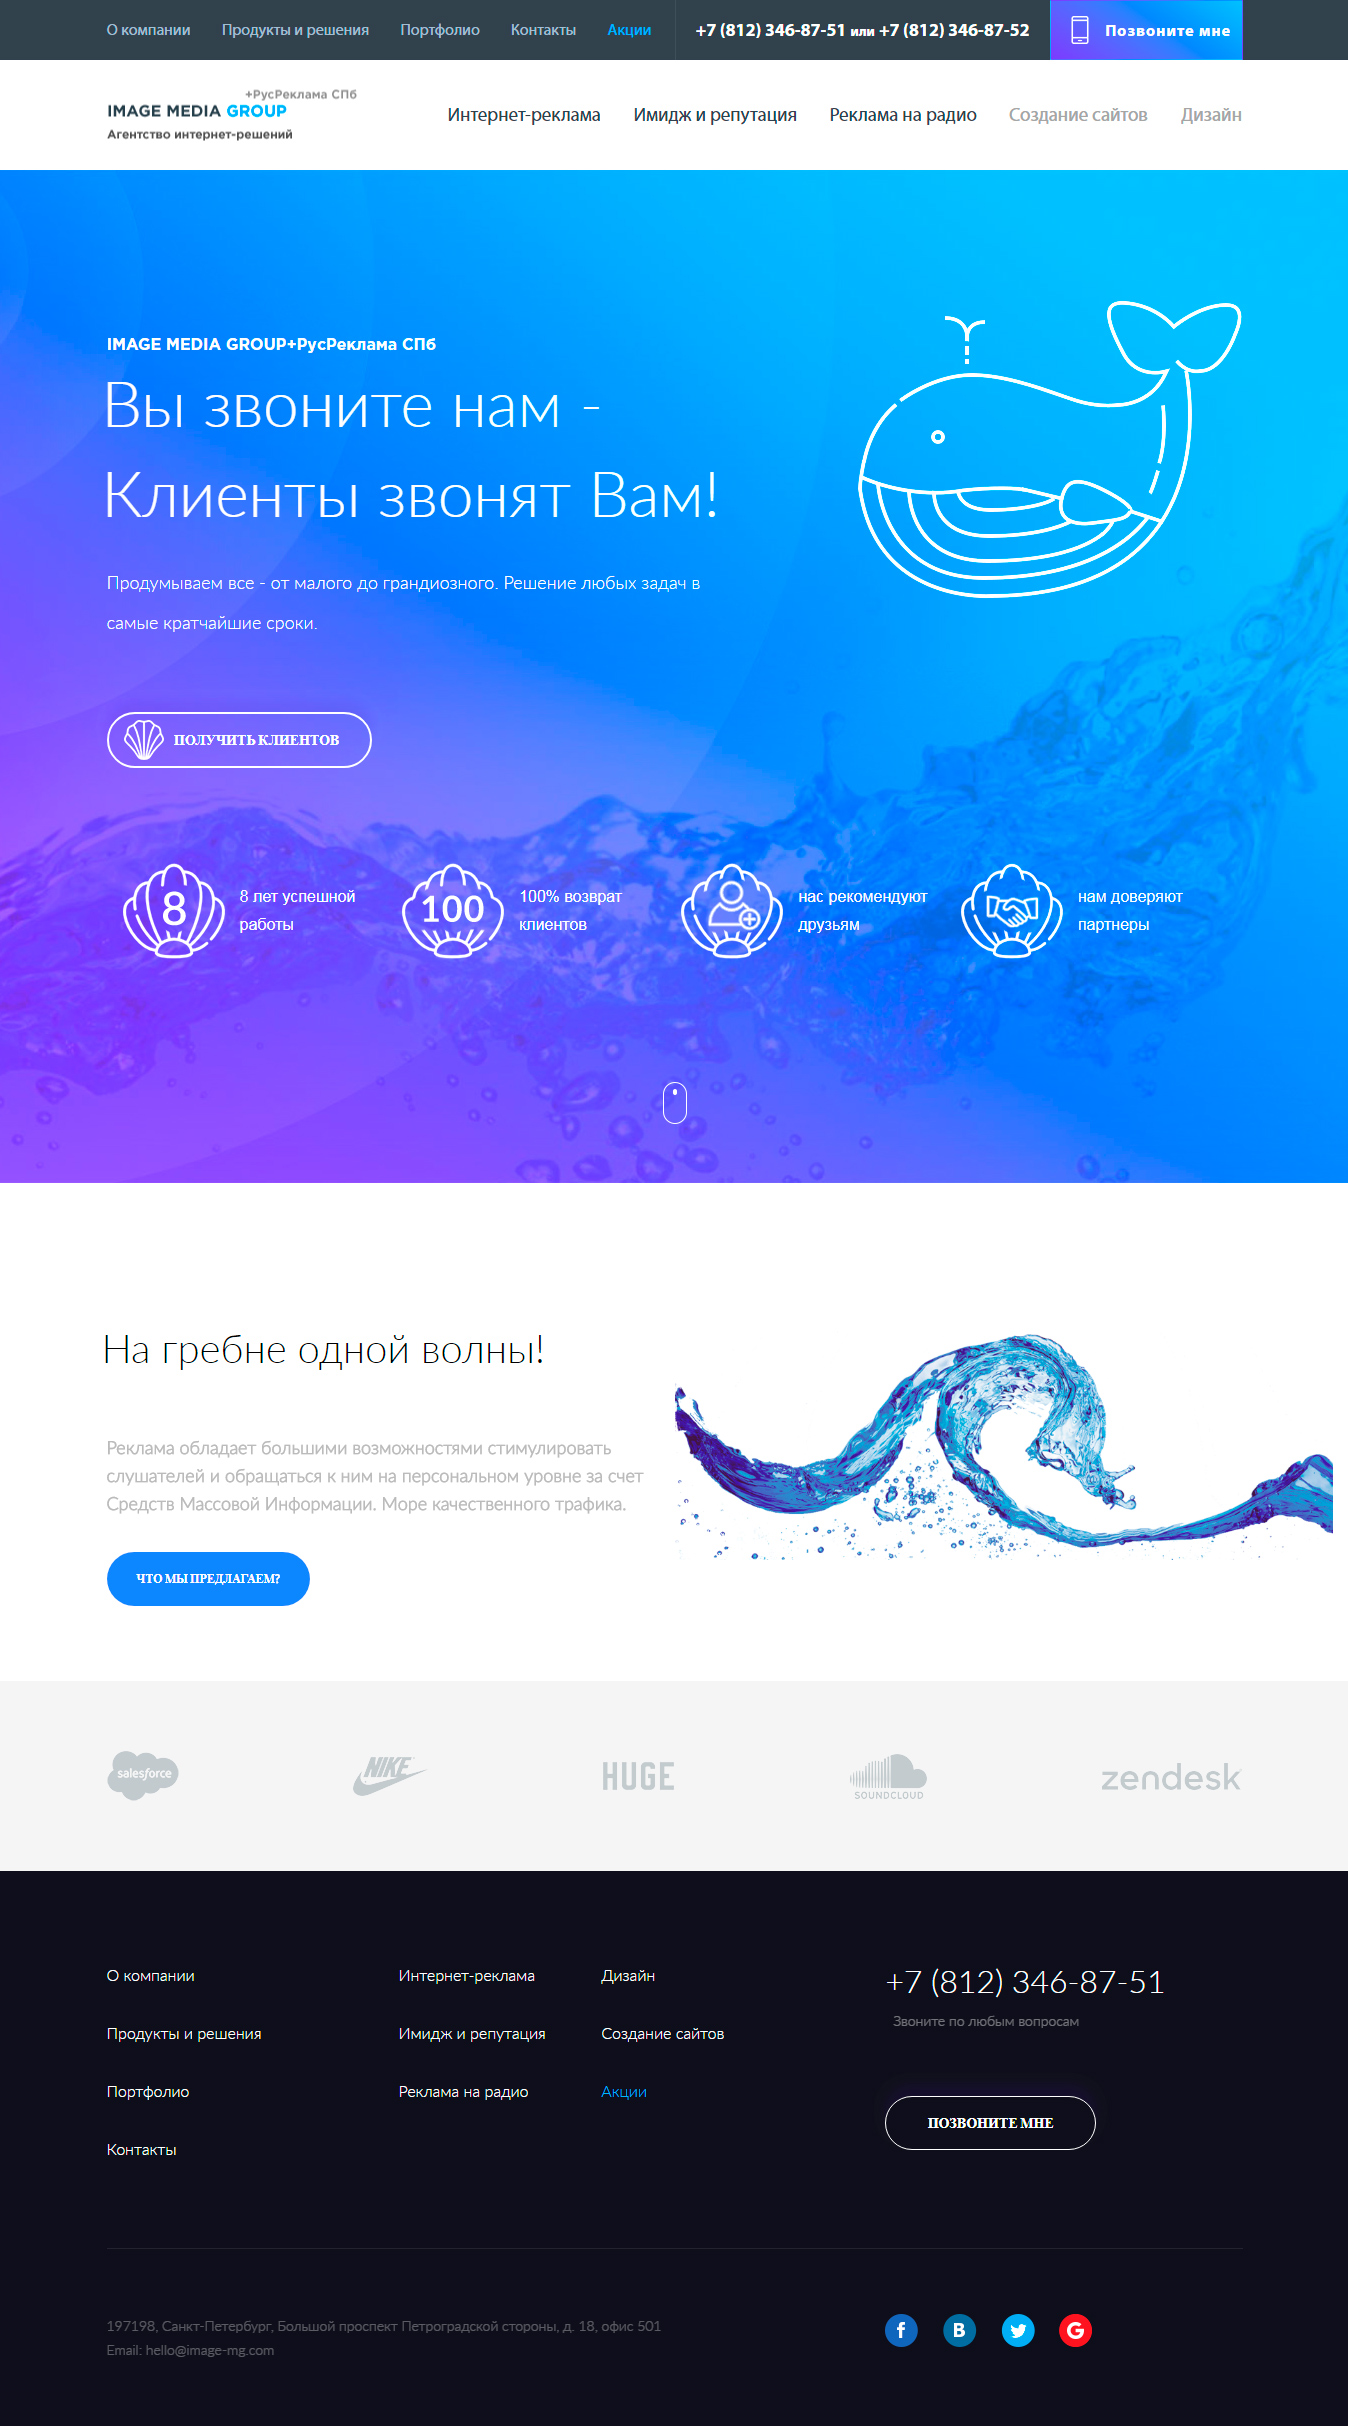 О компании Продукты и решения Портфолио Контакты Акции +7 (812) 346-87-51 или +7 (812) 346-87-52 Позвоните мне
+РусРеклама СПб
IMAGE MEDIA GROUP
Агентство интернет-решений
Интернет-реклама Имидж и репутация Реклама на радио Создание сайтов Дизайн
IMAGE MEDIA GROUP+РусРеклама СПб
Вы звоните нам -
Клиенты звонят Вам!
Продумываем все - от малого до грандиозного. Решение любых задач в
самые кратчайшие сроки.
ПОЛУЧИТЬ КЛИЕНТОВ
8
8 лет успешной
работы
100
100% возврат
клиентов
нас рекомендуют
друзьям
нам доверяют
партнеры
На гребне одной волны!
Реклама обладает большими возможностями стимулировать
слушателей и обращаться к ним на персональном уровне за счет
Средств Массовой Информации. Море качественного трафика.
ЧТО МЫ ПРЕДЛАГАЕМ?
salesforce
NIKE
HUGE
SOUNDCLOUD
zendesk
О компании
Продукты и решения
Портфолио
Контакты
Интернет-реклама
Имидж и репутация
Реклама на радио
Дизайн
Создание сайтов
Акции
+7 (812) 346-87-51
Звоните по любым вопросам
ПОЗВОНИТЕ МНЕ
197198, Санкт-Петербург, Большой проспект Петроградской стороны, д. 18, офис 501
Email: hello@image-mg.com
f B G